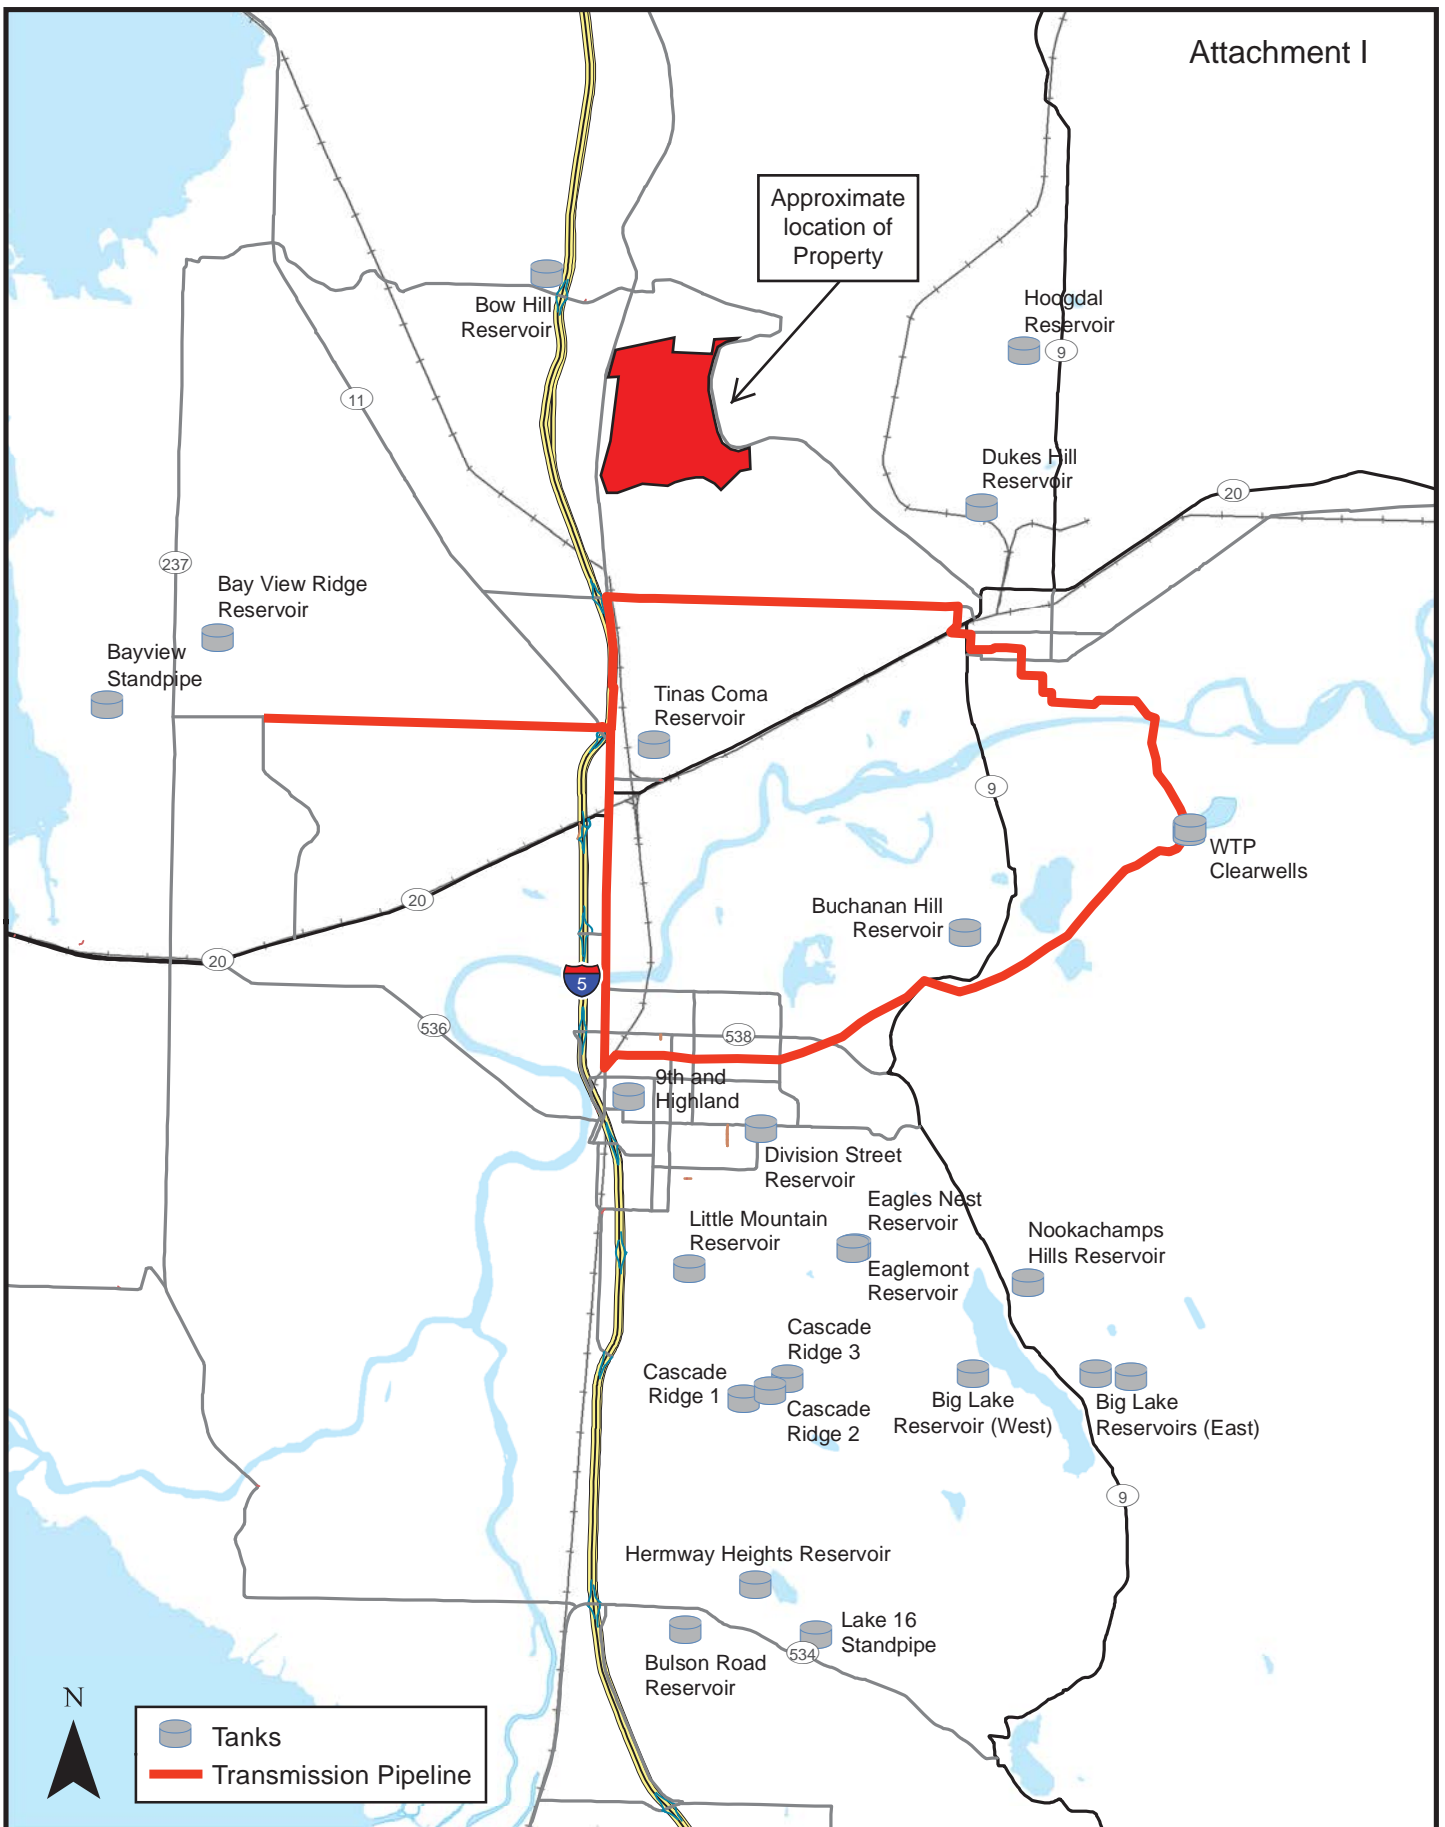 Attachment I
Approximate
location of
Property
Bow Hill
Reservoir
Hoogdal
Reservoir
9
11
Dukes Hill
Reservoir
20
237
Bay View Ridge
Reservoir
Bayview
Standpipe
Tinas Coma
Reservoir
9
WTP
Clearwells
20
Buchanan Hill
Reservoir
20
5
536
538
9th and
Highland
Division Street
Reservoir
Eagles Nest
Reservoir
Little Mountain
Reservoir
Nookachamps
Hills Reservoir
Eaglemont
Reservoir
Cascade
Ridge 3
Cascade
Ridge 1
Cascade
Ridge 2
Big Lake
Reservoir (West)
Big Lake
Reservoirs (East)
9
Hermway Heights Reservoir
Lake 16
Standpipe
534
Bulson Road
Reservoir
N
Tanks
Transmission Pipeline